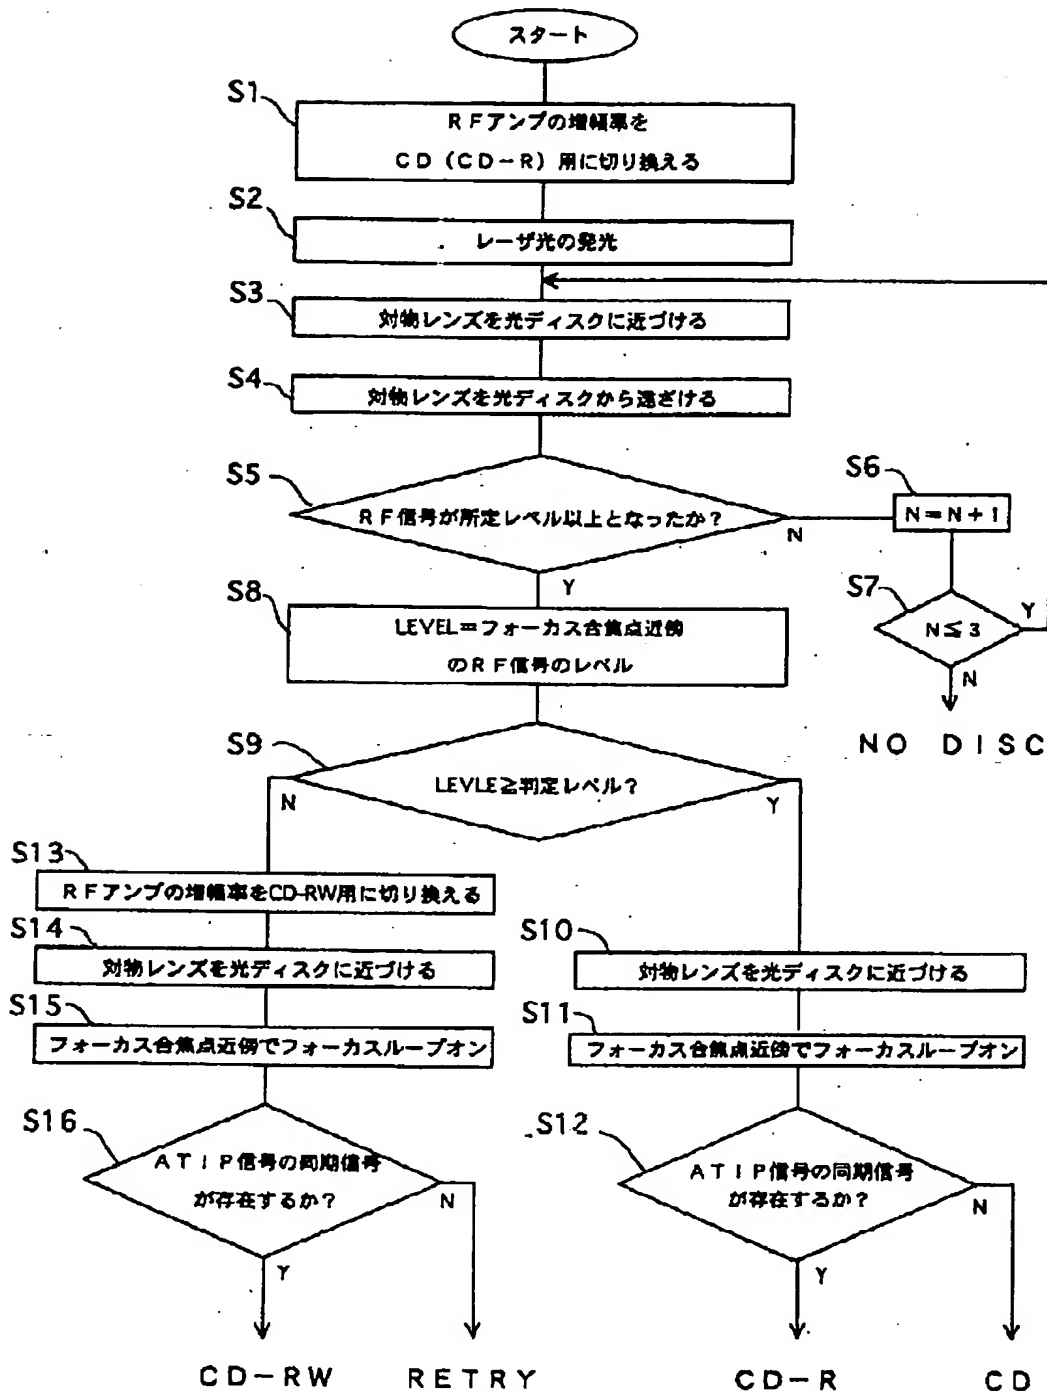 スタート
S1
RFアンプの増幅率を
CD(CD-R)用に切り換える
S2
レーザ光の発光
S3
対物レンズを光ディスクに近づける
S4
対物レンズを光ディスクから遠ざける
S5
RF信号が所定レベル以上となったか?
N
Y
S6
N=N+1
S7
N≦3
Y
N
NO DISC
S8
LEVEL=フォーカス合焦点近傍
のRF信号のレベル
S9
LEVLE≧判定レベル?
N
Y
S13
RFアンプの増幅率をCD-RW用に切り換える
S14
対物レンズを光ディスクに近づける
S15
フォーカス合焦点近傍でフォーカスループオン
S16
ATIP信号の同期信号
が存在するか?
N
Y
CD-RW
RETRY
S10
対物レンズを光ディスクに近づける
S11
フォーカス合焦点近傍でフォーカスループオン
S12
ATIP信号の同期信号
が存在するか?
N
Y
CD-R
CD